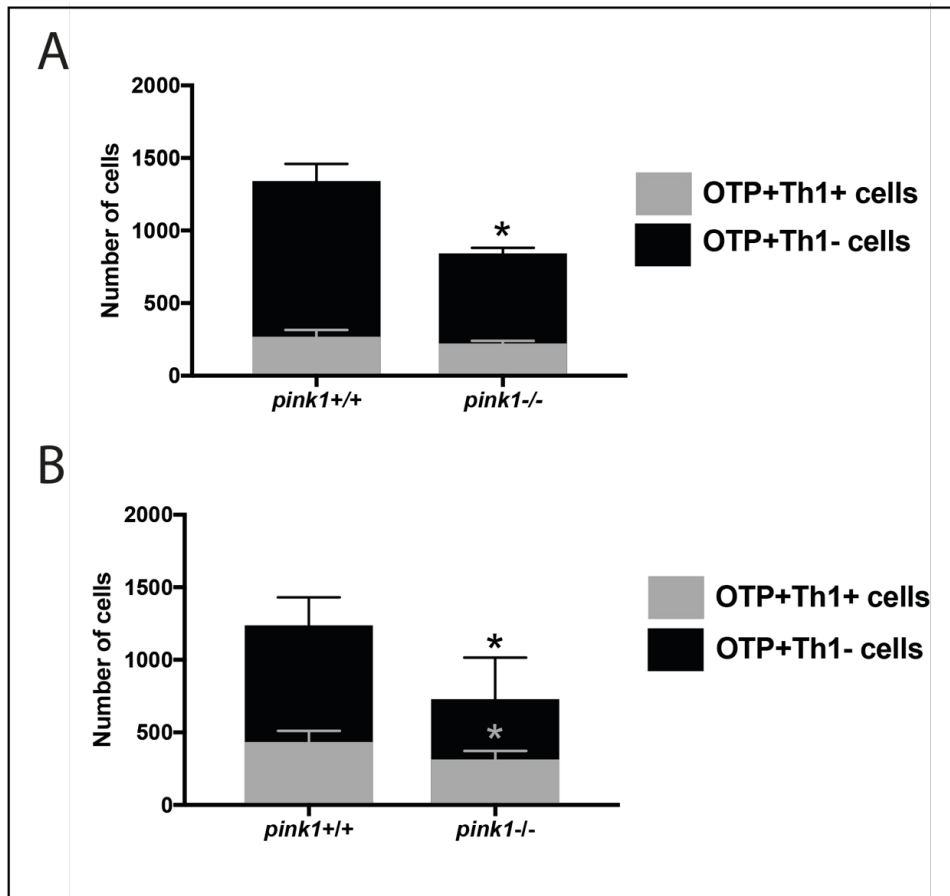 A
2000
1500
1000
500
0
Number of cells
*
pink1+/+
pink1-/-
OTP+Th1+ cells
OTP+Th1- cells
B
2000
1500
1000
500
0
Number of cells
*
*
pink1+/+
pink1-/-
OTP+Th1+ cells
OTP+Th1- cells